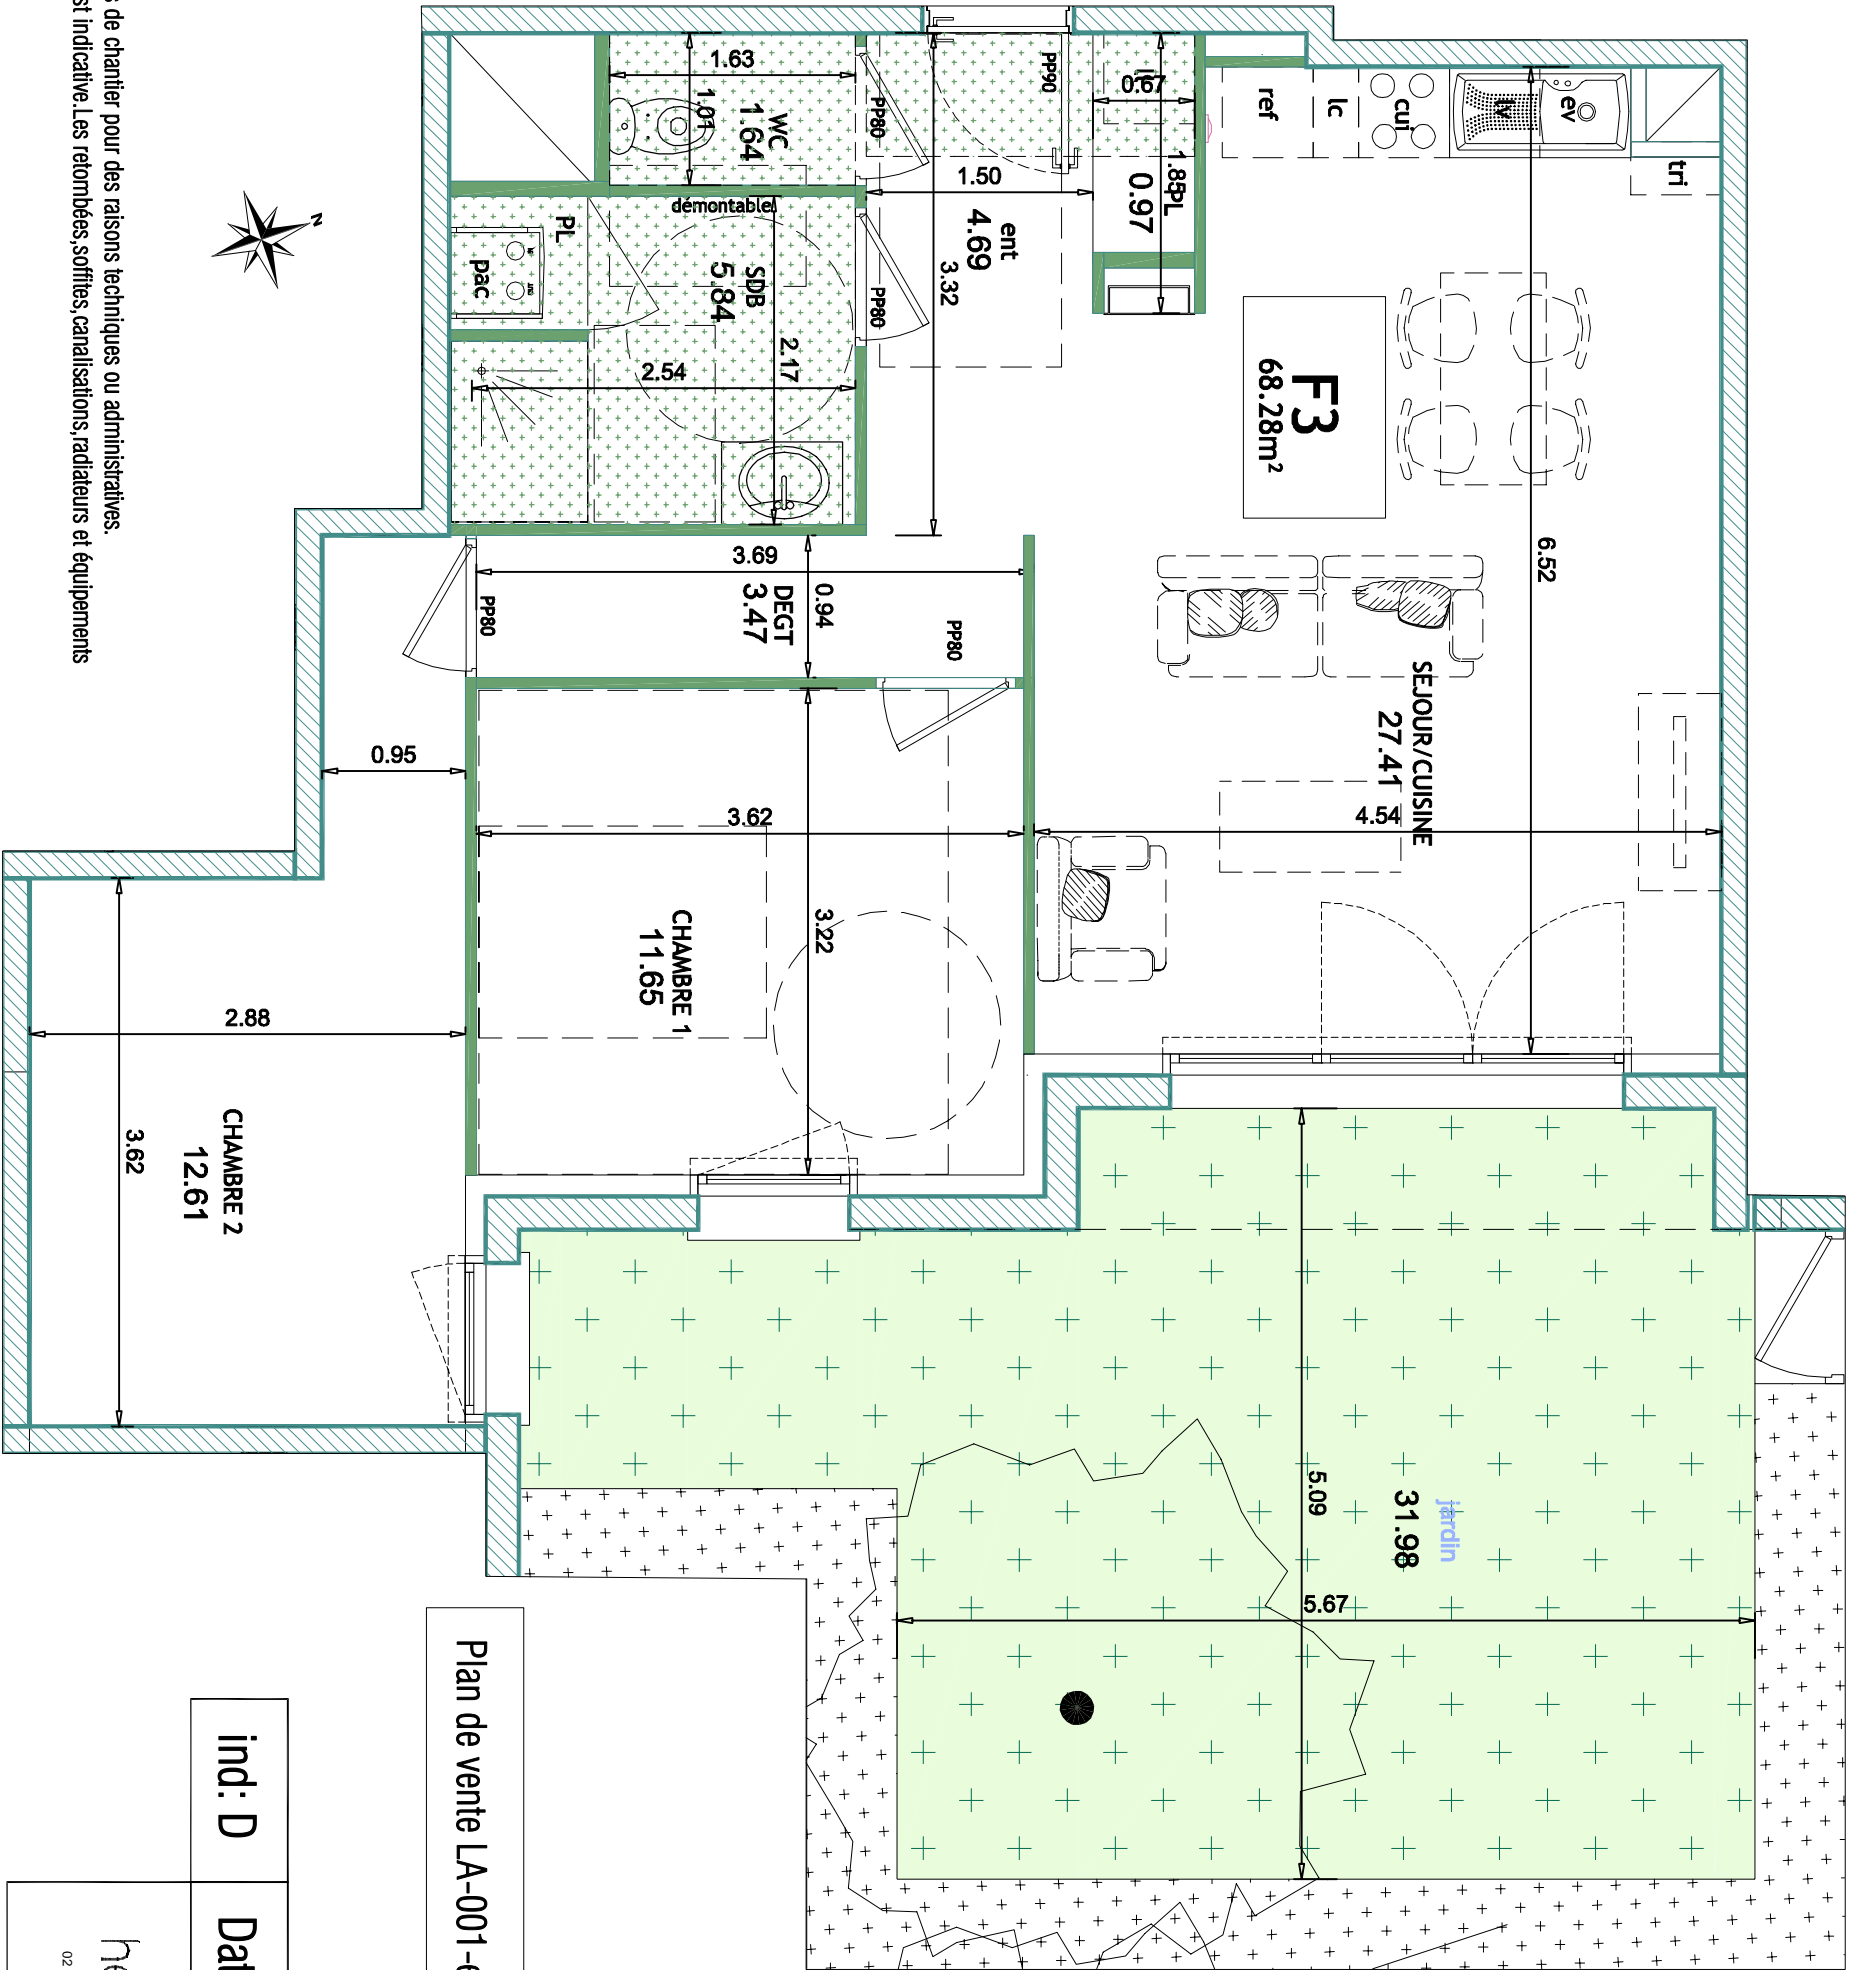 s de chantier pour des raisons techniques ou administratives.
st indicative.Les retombées,soffites,canalisations,radiateurs et équipements
N
1.63
1.01
WC
1.64
PP80
PP90
0.67
1.85
PL
0.97
ref
lc
cui
lv
ev
tri
1.50
ent
4.69
3.32
démontable
PL
pac
SDB
5.84
2.17
2.54
PP80
F3
68.28m²
6.52
3.69
0.94
DEGT
3.47
PP80
PP80
SEJOUR/CUISINE
27.41
4.54
0.95
3.62
3.22
CHAMBRE 1
11.65
2.88
3.62
CHAMBRE 2
12.61
jardin
31.98
5.09
5.67
Plan de vente LA-001-e
ind: D
Dat
he
02